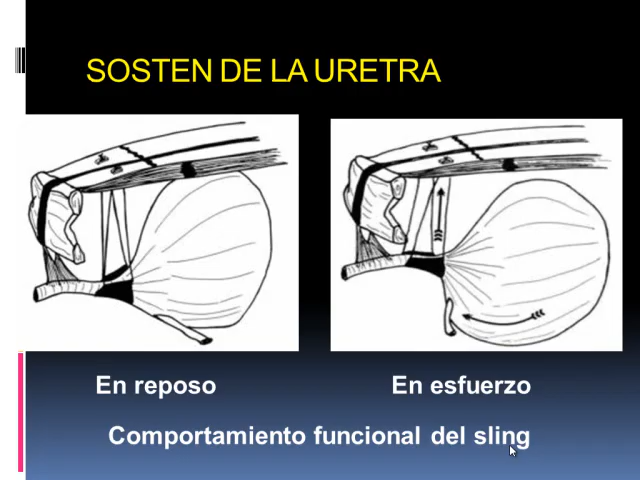 SOSTEN DE LA URETRA
En reposo
En esfuerzo
Comportamiento funcional del sling